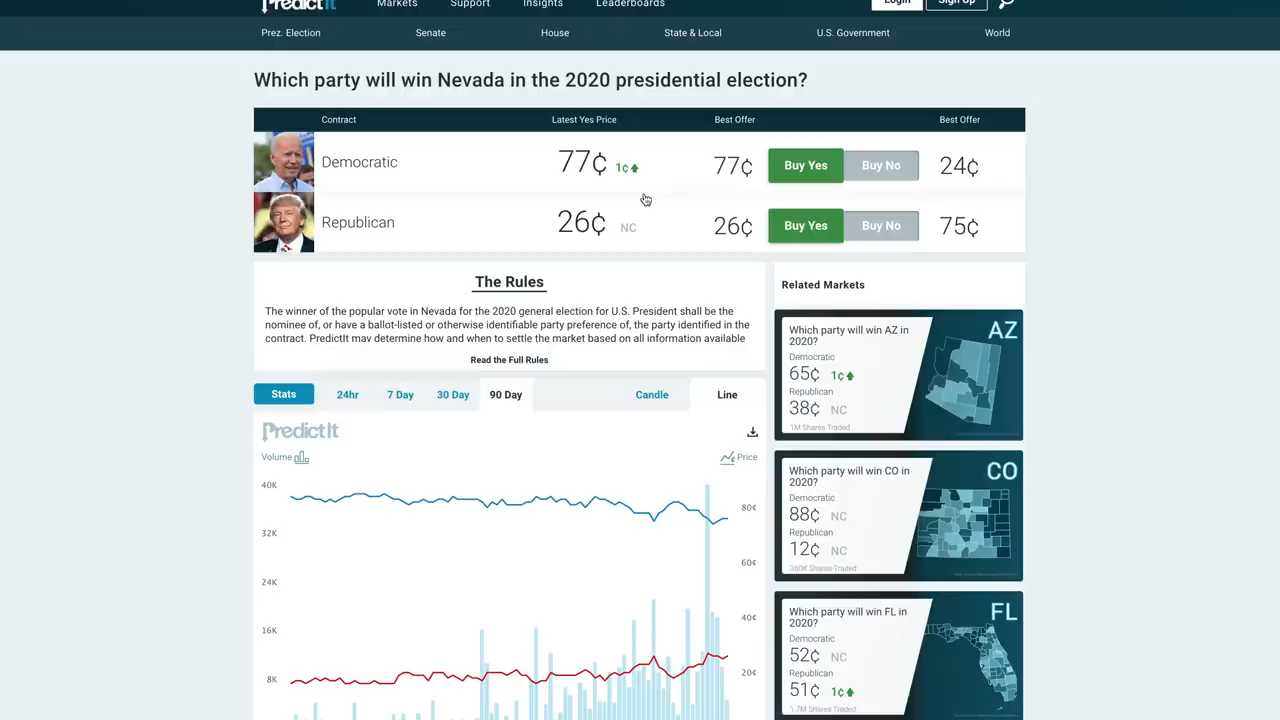 PredictIt
Markets Support Insights Leaderboards
Login Sign Up
Prez. Election Senate House State & Local U.S. Government World
Which party will win Nevada in the 2020 presidential election?
Contract Latest Yes Price Best Offer Best Offer
Democratic 77¢ 1¢ 77¢ Buy Yes Buy No 24¢
Republican 26¢ NC 26¢ Buy Yes Buy No 75¢
The Rules
The winner of the popular vote in Nevada for the 2020 general election for U.S. President shall be the
nominee of, or have a ballot-listed or otherwise identifiable party preference of, the party identified in the
contract. PredictIt may determine how and when to settle the market based on all information available
Read the Full Rules
Stats 24hr 7 Day 30 Day 90 Day Candle Line
PredictIt
Volume Price
40K
80¢
32K
60¢
24K
40¢
16K
20¢
8K
Related Markets
Which party will win AZ in
2020?
AZ
Democratic
65¢ 1¢
Republican
38¢ NC
1M Shares Traded
Which party will win CO in
2020?
CO
Democratic
88¢ NC
Republican
12¢ NC
360K Shares Traded
Which party will win FL in
2020?
FL
Democratic
52¢ NC
Republican
51¢ 1¢
1.7M Shares Traded